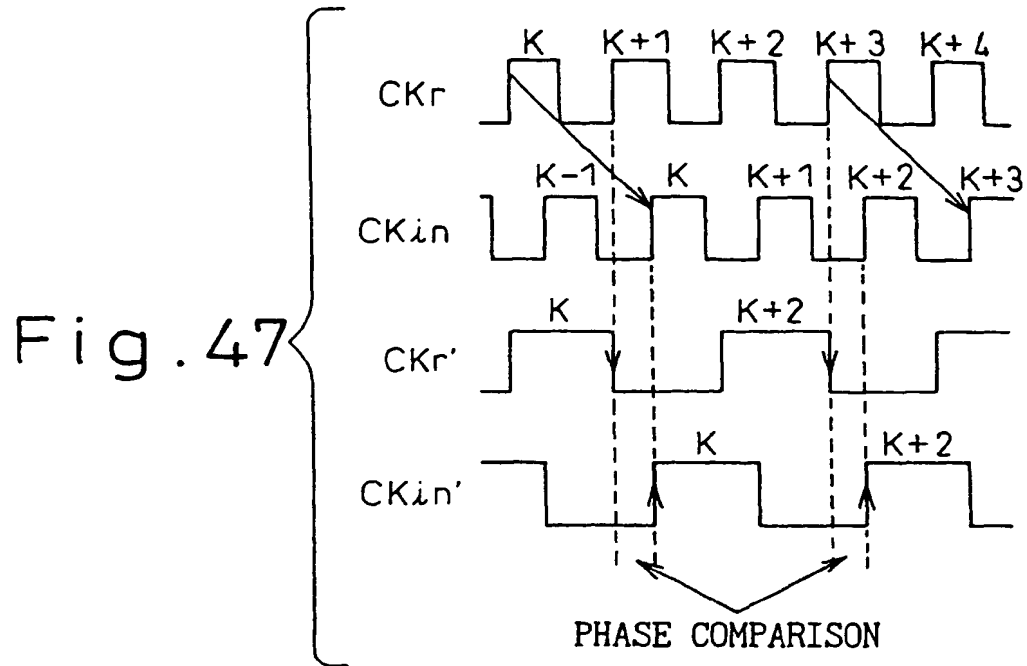 K K+1 K+2 K+3 K+4
CKr
K-1 K K+1 K+2 K+3
CKin
K K+2
Fig.47
CKr'
K K+2
CKin'
PHASE COMPARISON